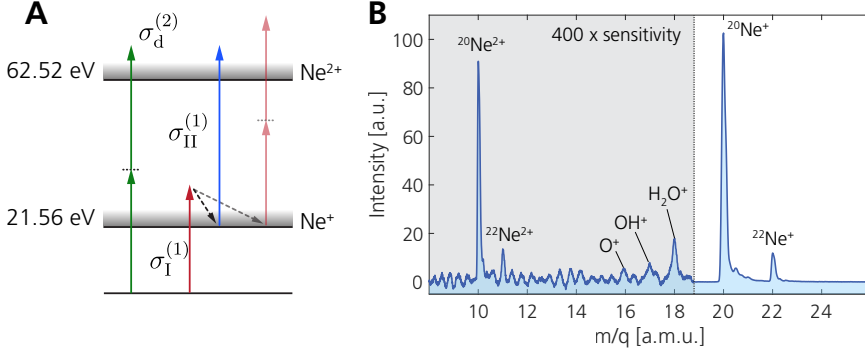 A
σd(2)
62.52 eV
Ne2+
σII(1)
21.56 eV
Ne+
σI(1)
B
400 x sensitivity
20Ne2+
20Ne+
22Ne2+
O+
OH+
H2O+
22Ne+
Intensity [a.u.]
100
80
60
40
20
0
10 12 14 16 18 20 22 24
m/q [a.m.u.]